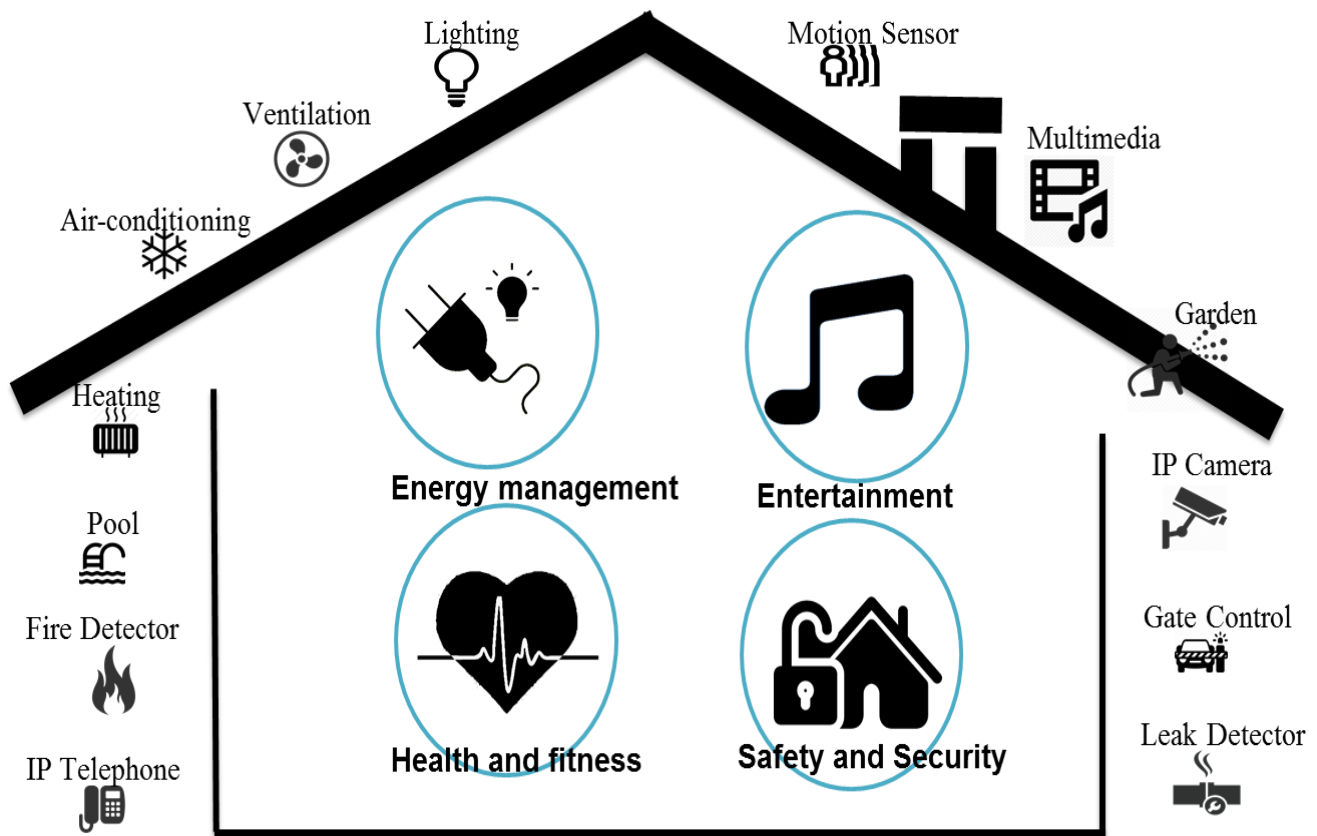 Lighting
Motion Sensor
Ventilation
Multimedia
Air-conditioning
Garden
Heating
IP Camera
Energy management
Entertainment
Pool
Gate Control
Fire Detector
Leak Detector
Health and fitness
Safety and Security
IP Telephone